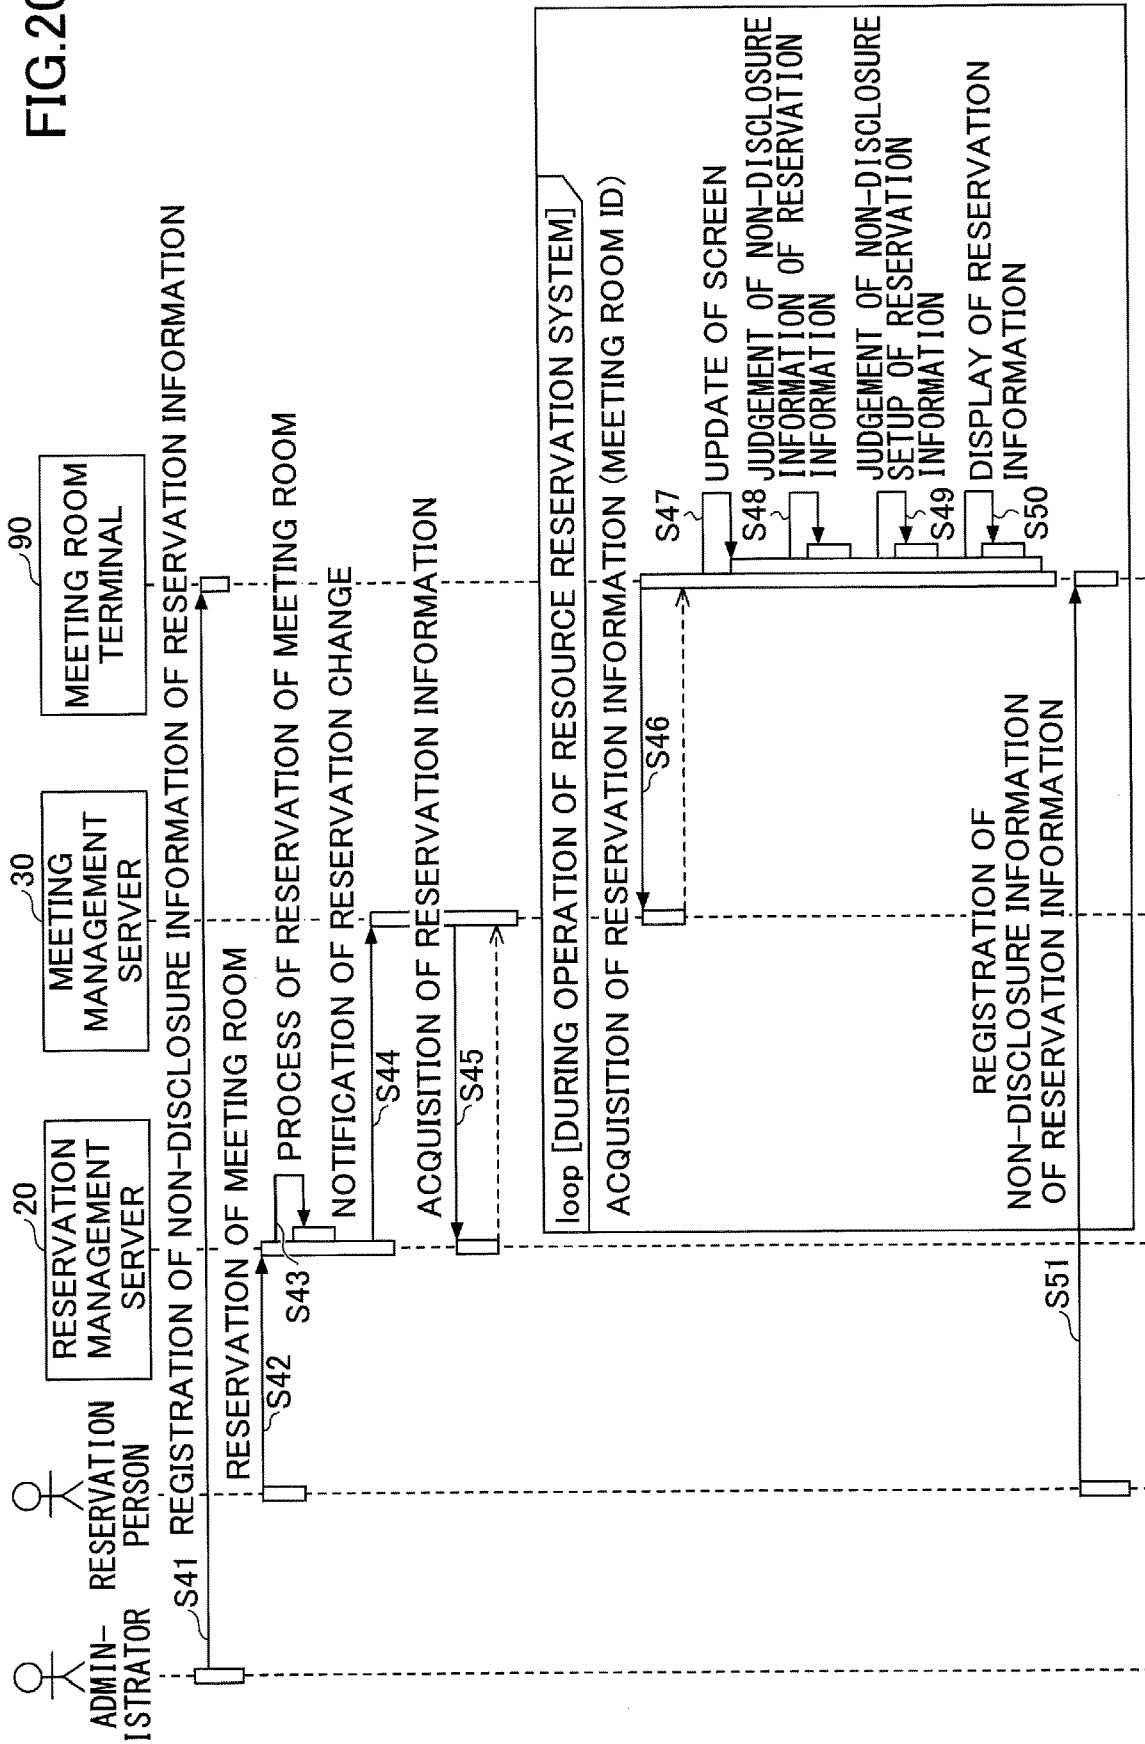 FIG.20
ADMIN-
ISTRATOR
RESERVATION
PERSON
20
RESERVATION
MANAGEMENT
SERVER
30
MEETING
MANAGEMENT
SERVER
90
MEETING ROOM
TERMINAL
S41 REGISTRATION OF NON-DISCLOSURE INFORMATION OF RESERVATION INFORMATION
RESERVATION OF MEETING ROOM
S42
PROCESS OF RESERVATION OF MEETING ROOM
S43
NOTIFICATION OF RESERVATION CHANGE
S44
ACQUISITION OF RESERVATION INFORMATION
S45
loop [DURING OPERATION OF RESOURCE RESERVATION SYSTEM]
ACQUISITION OF RESERVATION INFORMATION (MEETING ROOM ID)
S46
S47
UPDATE OF SCREEN
S48
JUDGEMENT OF NON-DISCLOSURE
INFORMATION OF RESERVATION
INFORMATION
JUDGEMENT OF NON-DISCLOSURE
SETUP OF RESERVATION
INFORMATION
S49
DISPLAY OF RESERVATION
INFORMATION
S50
REGISTRATION OF
NON-DISCLOSURE INFORMATION
OF RESERVATION INFORMATION
S51